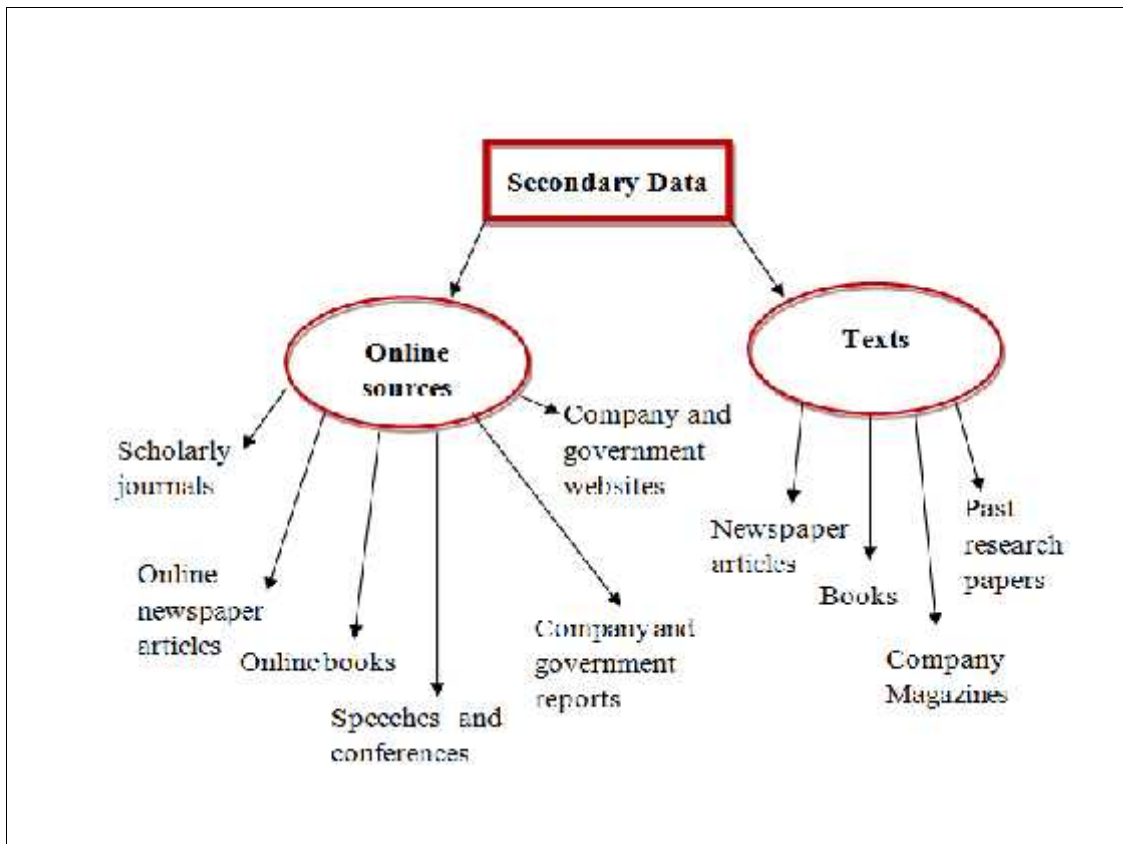 Secondary Data
Online
sources
Texts
Scholarly
journals
Online
newspaper
articles
Online books
Speeches and
conferences
Company and
government
reports
Company and
government
websites
Newspaper
articles
Books
Company
Magazines
Past
research
papers